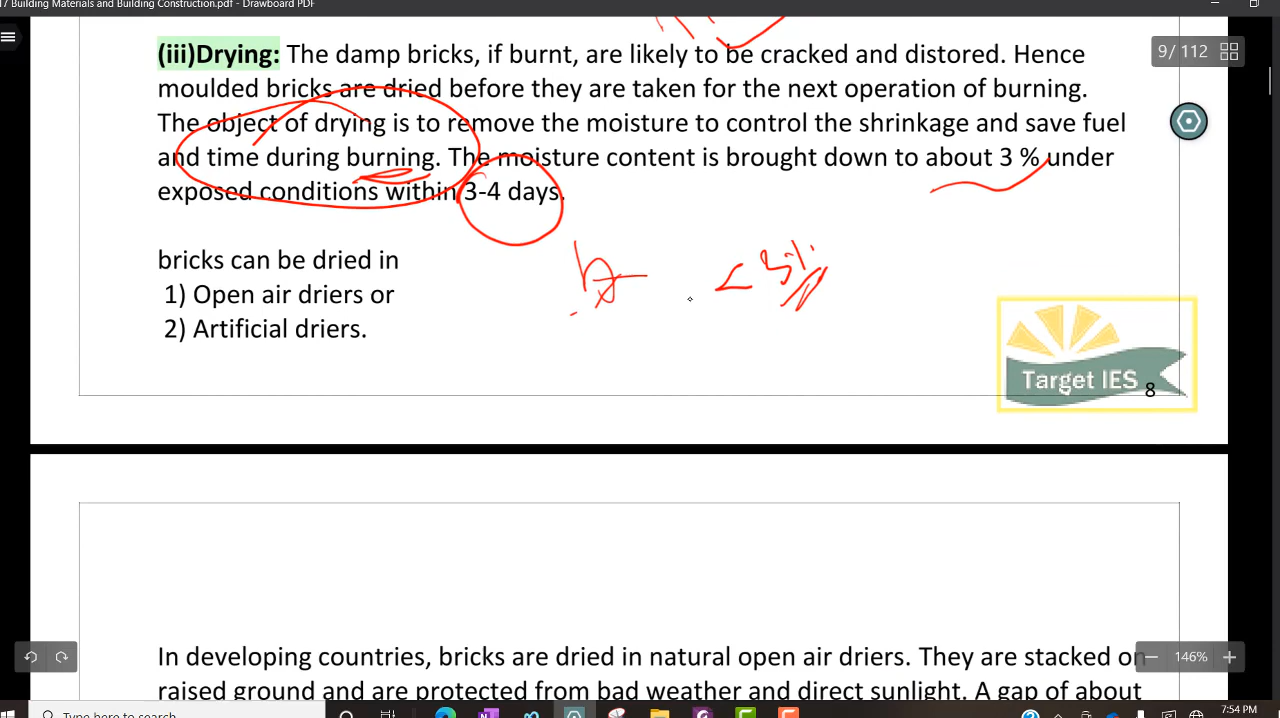 17 Building Materials and Building Construction.pdf - Drawboard PDF
9/112
(iii)Drying: The damp bricks, if burnt, are likely to be cracked and distored. Hence
moulded bricks are dried before they are taken for the next operation of burning.
The object of drying is to remove the moisture to control the shrinkage and save fuel
and time during burning. The moisture content is brought down to about 3 % under
exposed conditions within 3-4 days.
bricks can be dried in
1) Open air driers or
2) Artificial driers.
Target IES
8
In developing countries, bricks are dried in natural open air driers. They are stacked on
146%
raised ground and are protected from bad weather and direct sunlight. A gap of about
Type here to search
7:54 PM